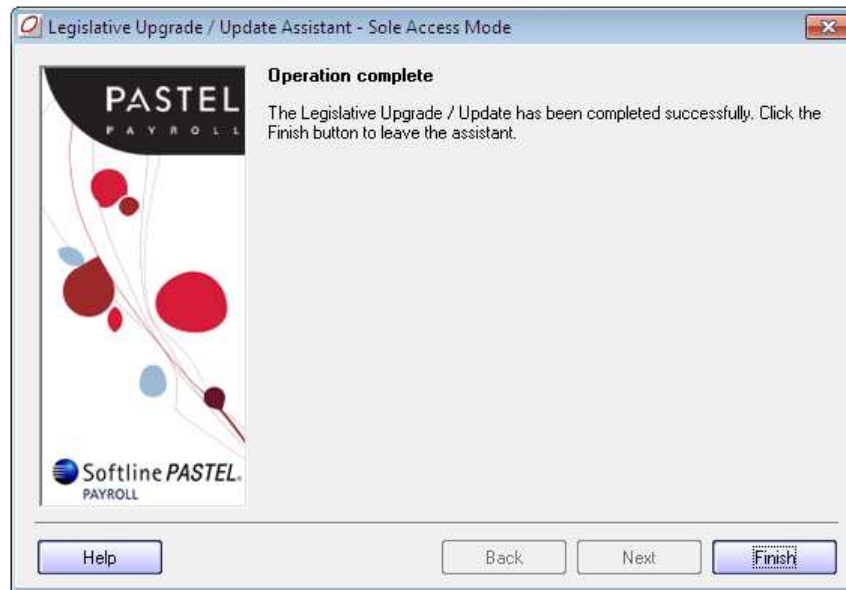 Legislative Upgrade / Update Assistant - Sole Access Mode
PASTEL
PAYROLL
Operation complete
The Legislative Upgrade / Update has been completed successfully. Click the
Finish button to leave the assistant.
Softline PASTEL.
PAYROLL
Help
Back
Next
Finish